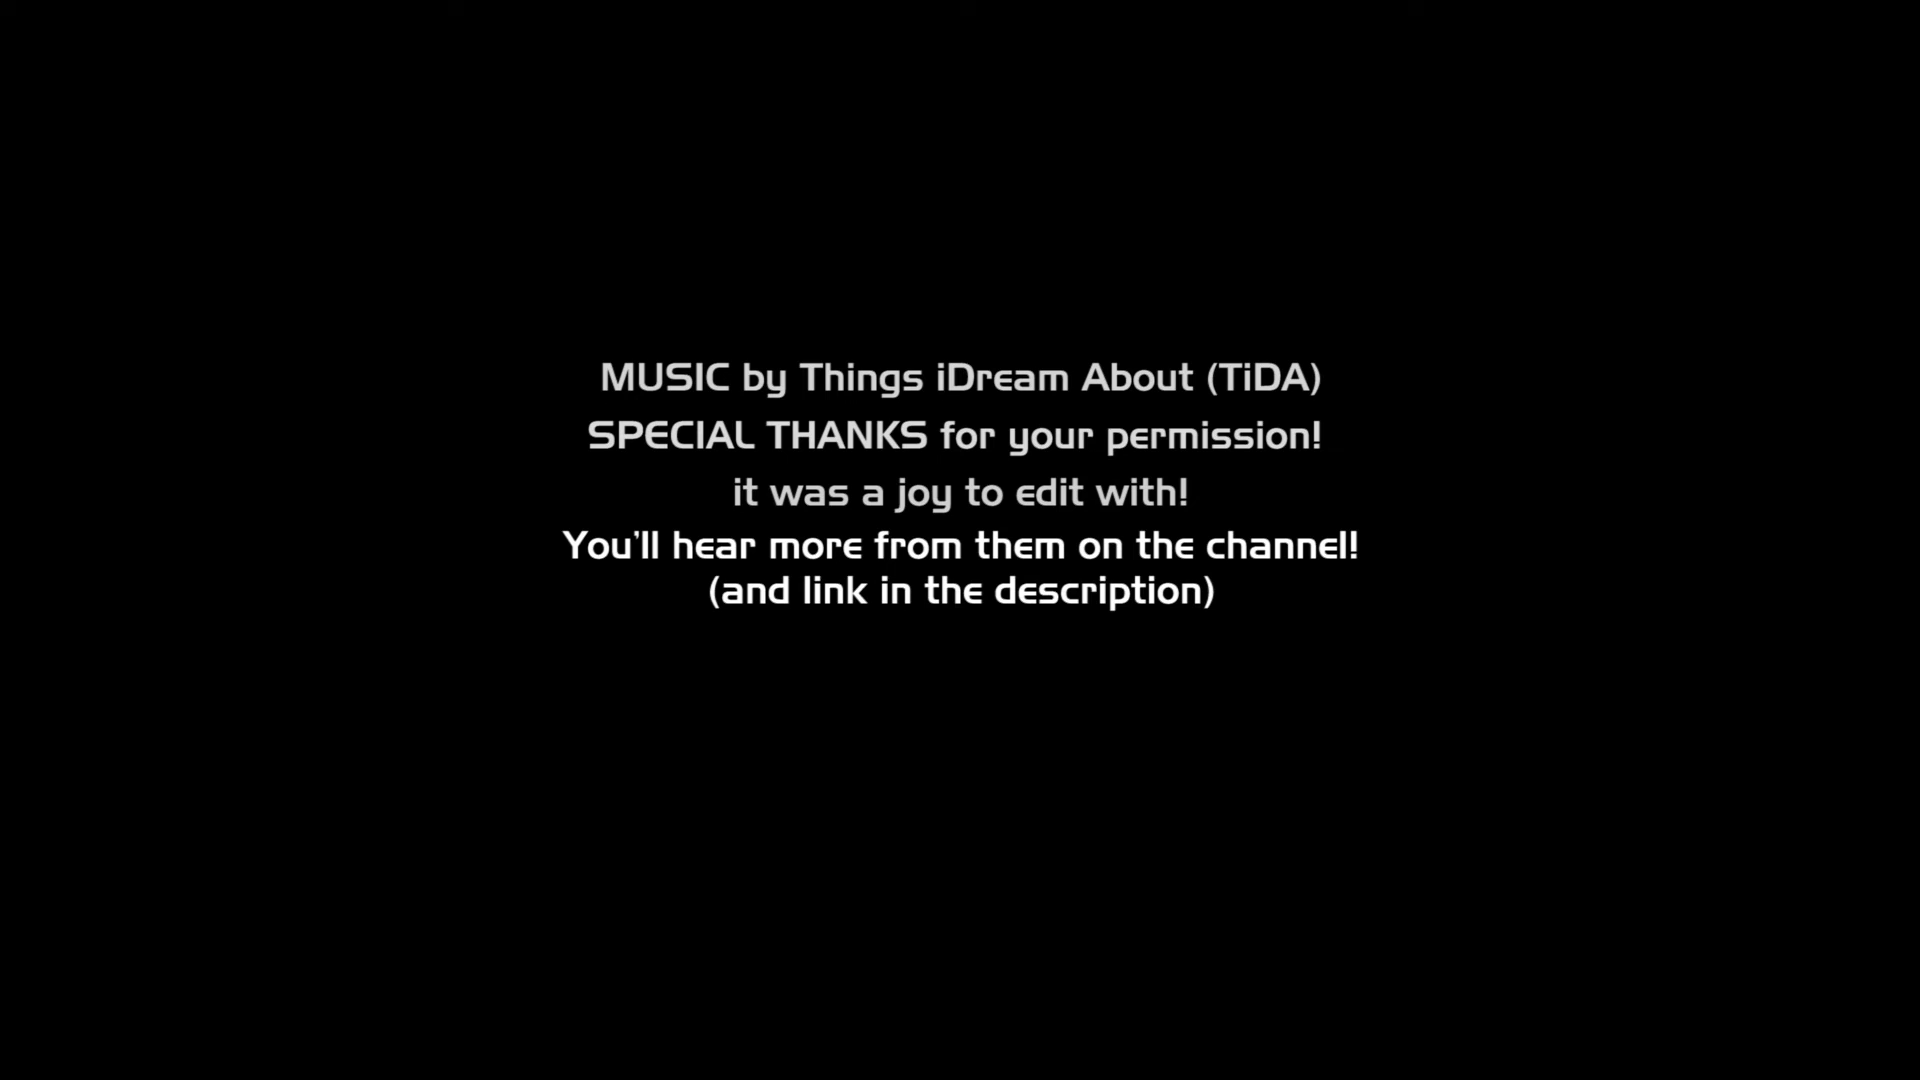 MUSIC by Things iDream About (TiDA)
SPECIAL THANKS for your permission!
it was a joy to edit with!
You'll hear more from them on the channel!
(and link in the description)